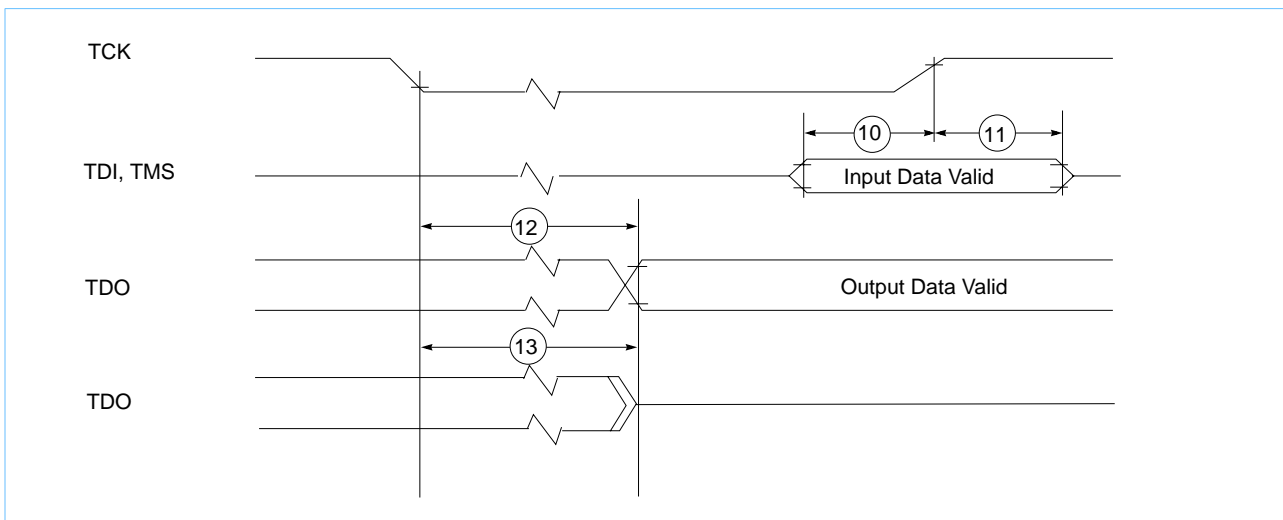 TCK
10
11
TDI, TMS
Input Data Valid
12
TDO
Output Data Valid
13
TDO